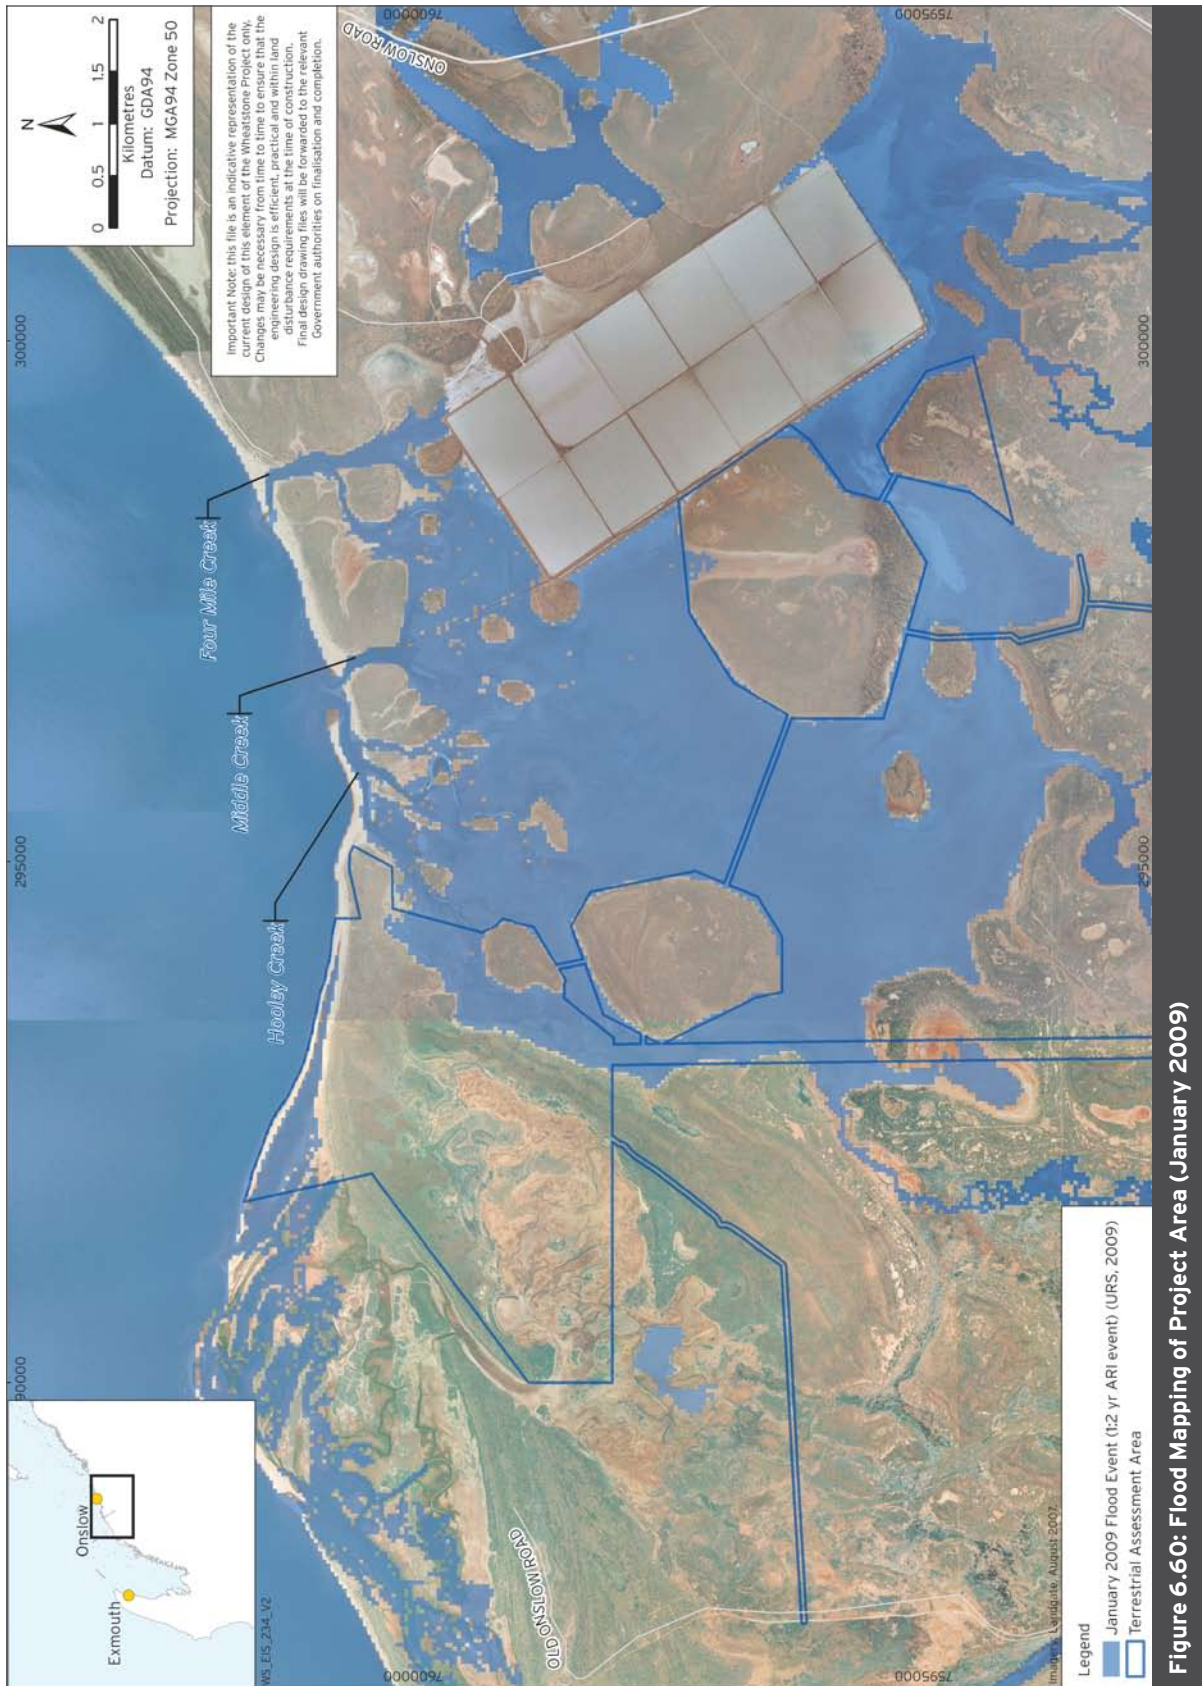 Exmouth
Onslow
WS_EIS_234_V2
90000
295000
300000
N
0 0.5 1 1.5 2
Kilometres
Datum: GDA94
Projection: MGA94 Zone 50
Important Note: this file is an indicative representation of the
current design of this element of the Wheatstone Project only.
Changes may be necessary from time to time to ensure that the
engineering design is efficient, practical and within land
disturbance requirements at the time of construction.
Final design drawing files will be forwarded to the relevant
Government authorities on finalisation and completion.
Hooley Creek
Middle Creek
Four Mile Creek
7600000
7600000
ONSLOW ROAD
OLD ONSLOW ROAD
7595000
7595000
Imagery: Landgate, August 2007.
Legend
January 2009 Flood Event (1:2 yr ARI event) (URS, 2009)
Terrestrial Assessment Area
295000
300000
Figure 6.60: Flood Mapping of Project Area (January 2009)